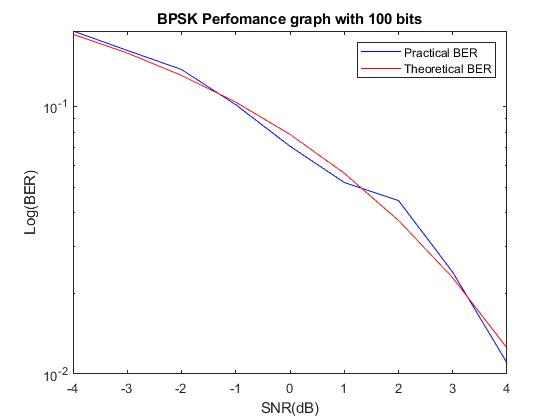 BPSK Perfomance graph with 100 bits
Practical BER
Theoretical BER
10^-1
10^-2
Log(BER)
-4 -3 -2 -1 0 1 2 3 4
SNR(dB)